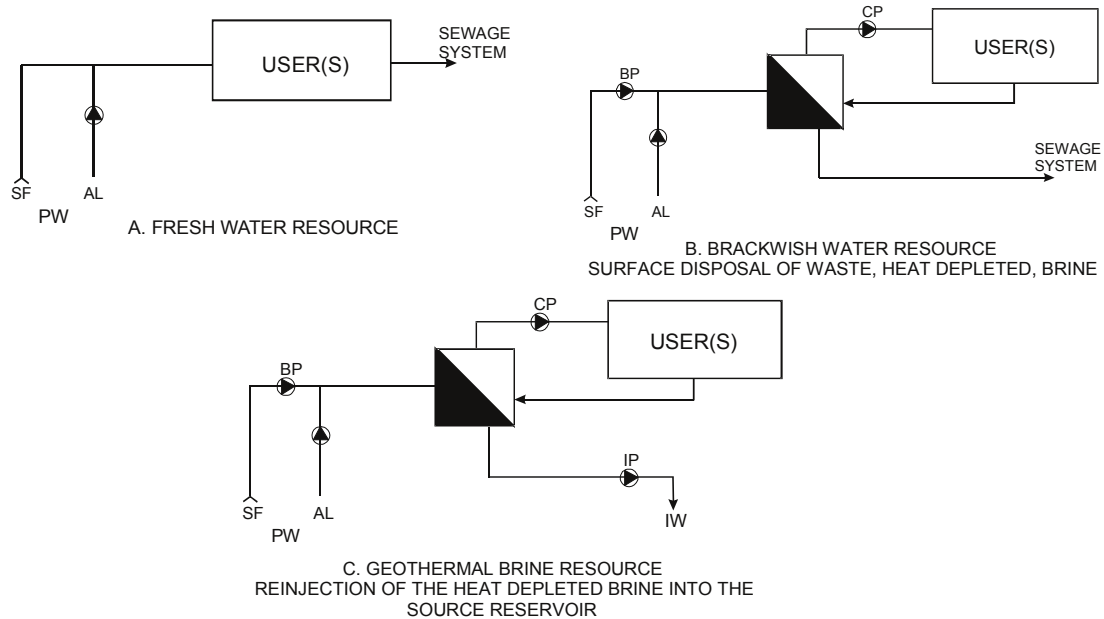 USER(S)
SEWAGE
SYSTEM
SF
AL
PW
A. FRESH WATER RESOURCE
CP
USER(S)
BP
SEWAGE
SYSTEM
SF
AL
PW
B. BRACKWISH WATER RESOURCE
SURFACE DISPOSAL OF WASTE, HEAT DEPLETED, BRINE
CP
USER(S)
BP
IP
SF
AL
IW
PW
C. GEOTHERMAL BRINE RESOURCE
REINJECTION OF THE HEAT DEPLETED BRINE INTO THE
SOURCE RESERVOIR